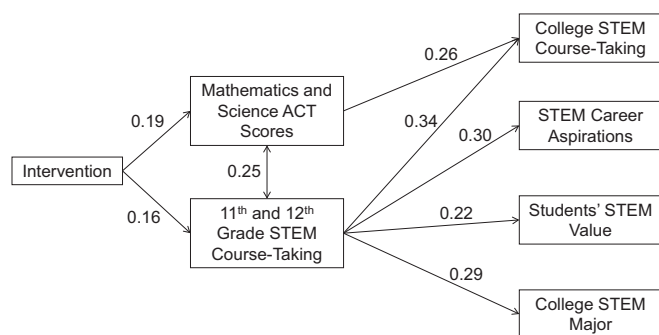 College STEM
Course-Taking
0.26
Mathematics and
Science ACT
Scores
0.19
0.34
STEM Career
Aspirations
0.30
Intervention
0.25
0.16
11th and 12th
Grade STEM
Course-Taking
0.22
Students' STEM
Value
0.29
College STEM
Major